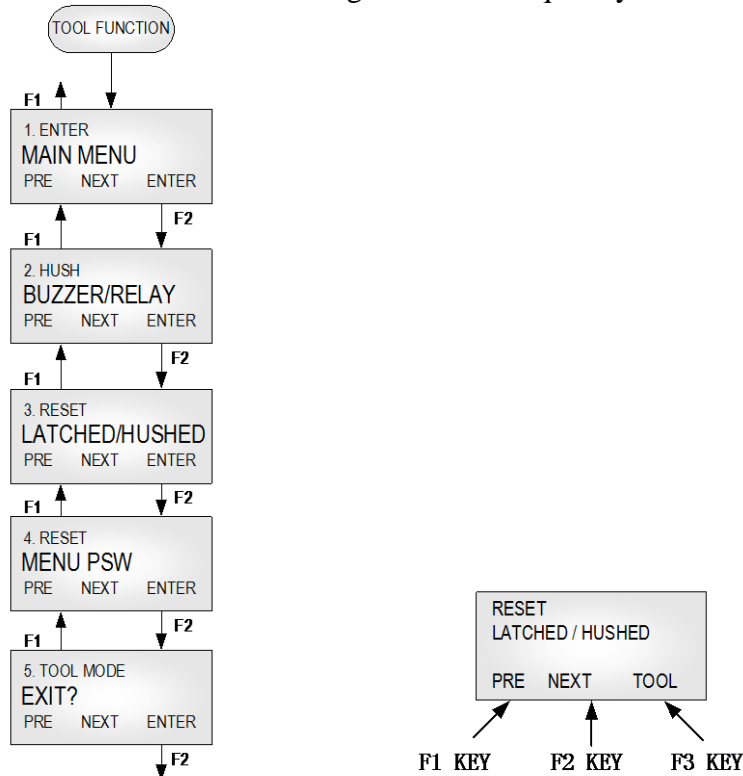 TOOL FUNCTION
F1
1. ENTER
MAIN MENU
PRE NEXT ENTER
F1
F2
2. HUSH
BUZZER/RELAY
PRE NEXT ENTER
F1
F2
3. RESET
LATCHED/HUSHED
PRE NEXT ENTER
F1
F2
4. RESET
MENU PSW
PRE NEXT ENTER
F1
F2
5. TOOL MODE
EXIT?
PRE NEXT ENTER
F2
RESET
LATCHED / HUSHED
PRE NEXT TOOL
F1 KEY F2 KEY F3 KEY